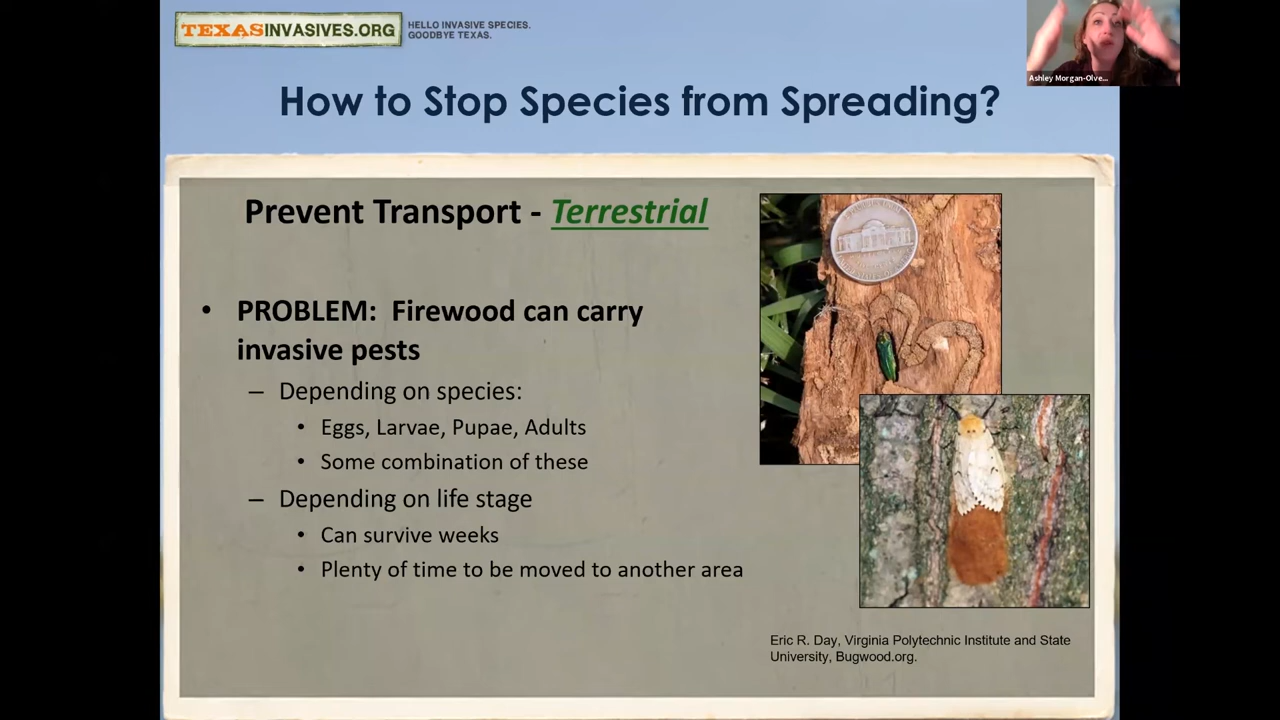 TEXASINVASIVES.ORG
HELLO INVASIVE SPECIES.
GOODBYE TEXAS.
Ashley Morgan-Olve...
How to Stop Species from Spreading?
Prevent Transport - Terrestrial
• PROBLEM: Firewood can carry
invasive pests
– Depending on species:
• Eggs, Larvae, Pupae, Adults
• Some combination of these
– Depending on life stage
• Can survive weeks
• Plenty of time to be moved to another area
Eric R. Day, Virginia Polytechnic Institute and State
University, Bugwood.org.